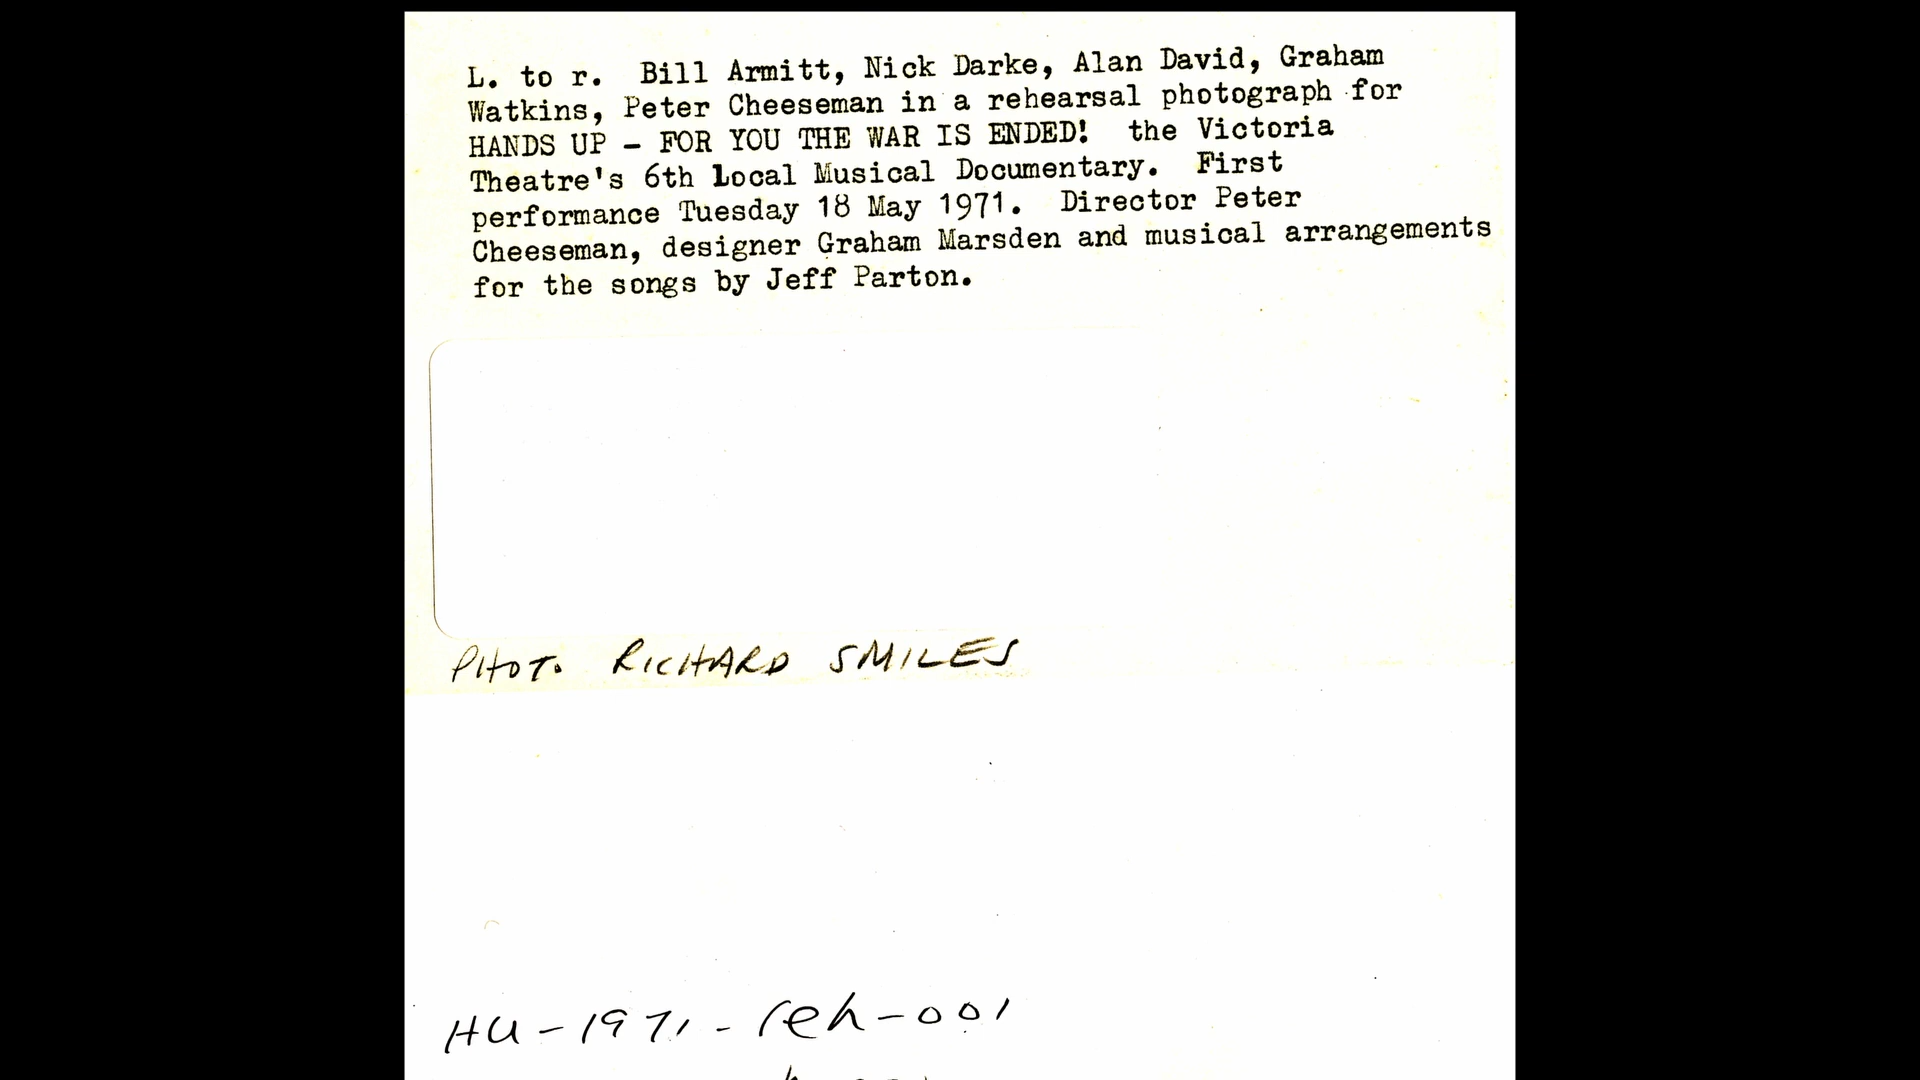 L. to r. Bill Armitt, Nick Darke, Alan David, Graham
Watkins, Peter Cheeseman in a rehearsal photograph for
HANDS UP - FOR YOU THE WAR IS ENDED! the Victoria
Theatre's 6th Local Musical Documentary. First
performance Tuesday 18 May 1971. Director Peter
Cheeseman, designer Graham Marsden and musical arrangements
for the songs by Jeff Parton.
PHOT. RICHARD SMILES
HU-1971-reh-001